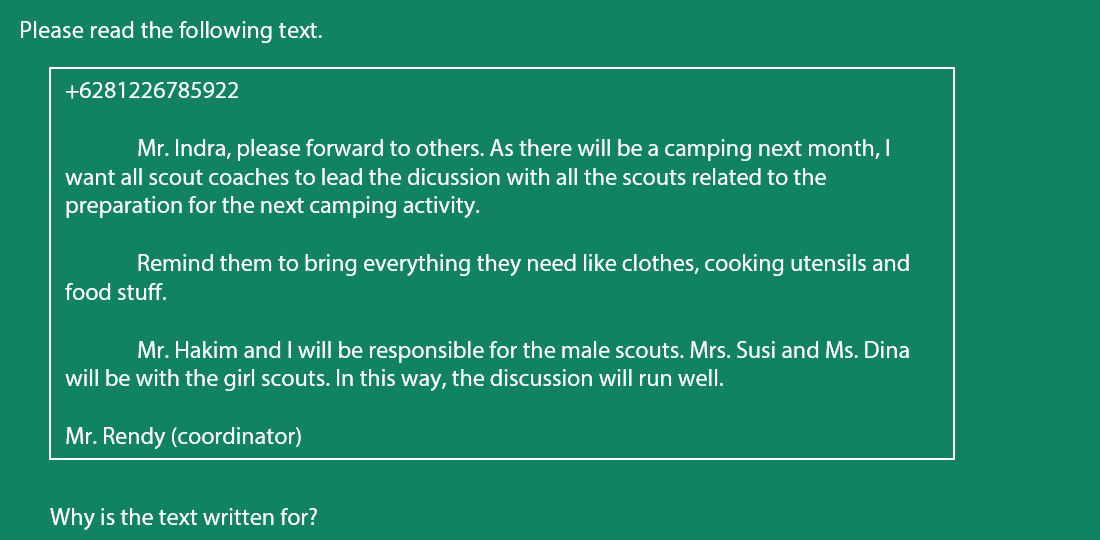 Please read the following text.
+6281226785922
Mr. Indra, please forward to others. As there will be a camping next month, I
want all scout coaches to lead the dicussion with all the scouts related to the
preparation for the next camping activity.
Remind them to bring everything they need like clothes, cooking utensils and
food stuff.
Mr. Hakim and I will be responsible for the male scouts. Mrs. Susi and Ms. Dina
will be with the girl scouts. In this way, the discussion will run well.
Mr. Rendy (coordinator)
Why is the text written for?